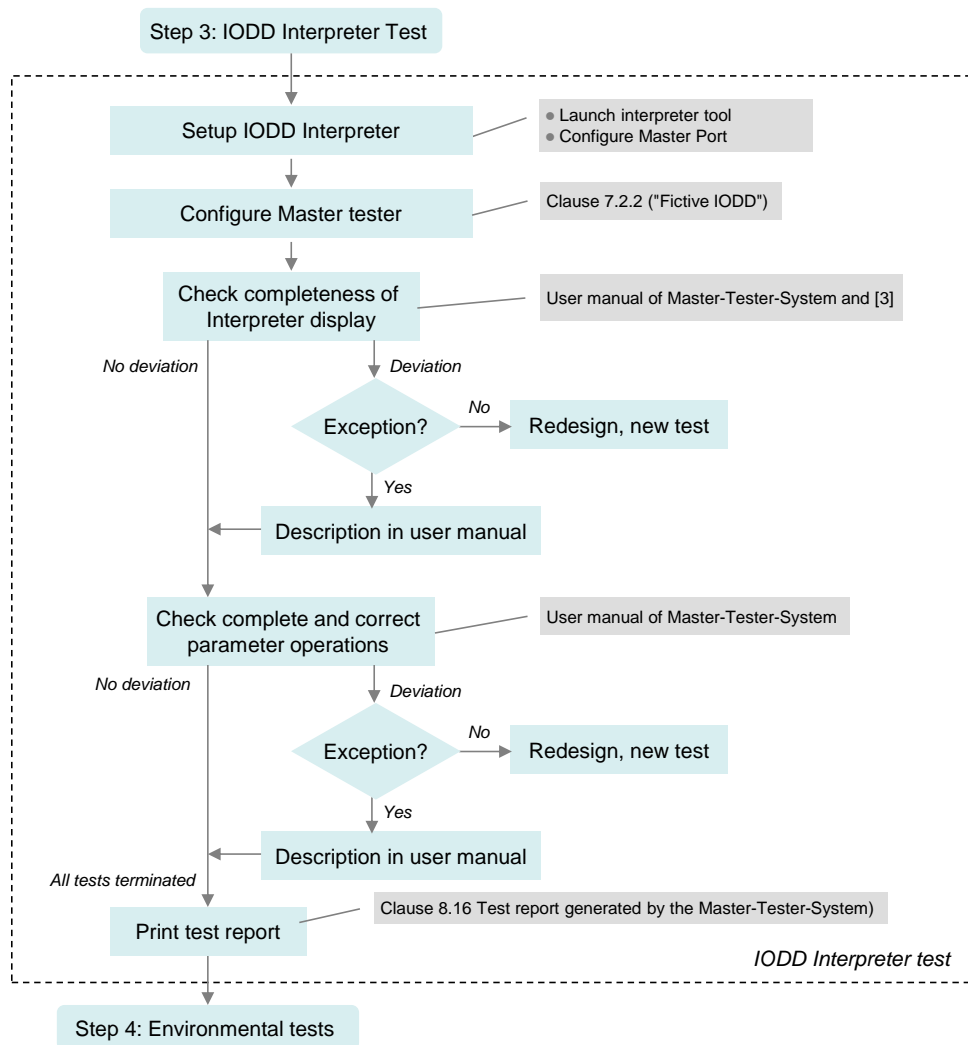 Step 3: IODD Interpreter Test
Setup IODD Interpreter
● Launch interpreter tool
● Configure Master Port
Configure Master tester
Clause 7.2.2 ("Fictive IODD")
Check completeness of
Interpreter display
User manual of Master-Tester-System and [3]
No deviation
Deviation
Exception?
No
Redesign, new test
Yes
Description in user manual
Check complete and correct
parameter operations
User manual of Master-Tester-System
No deviation
Deviation
Exception?
No
Redesign, new test
Yes
Description in user manual
All tests terminated
Print test report
Clause 8.16 Test report generated by the Master-Tester-System)
IODD Interpreter test
Step 4: Environmental tests